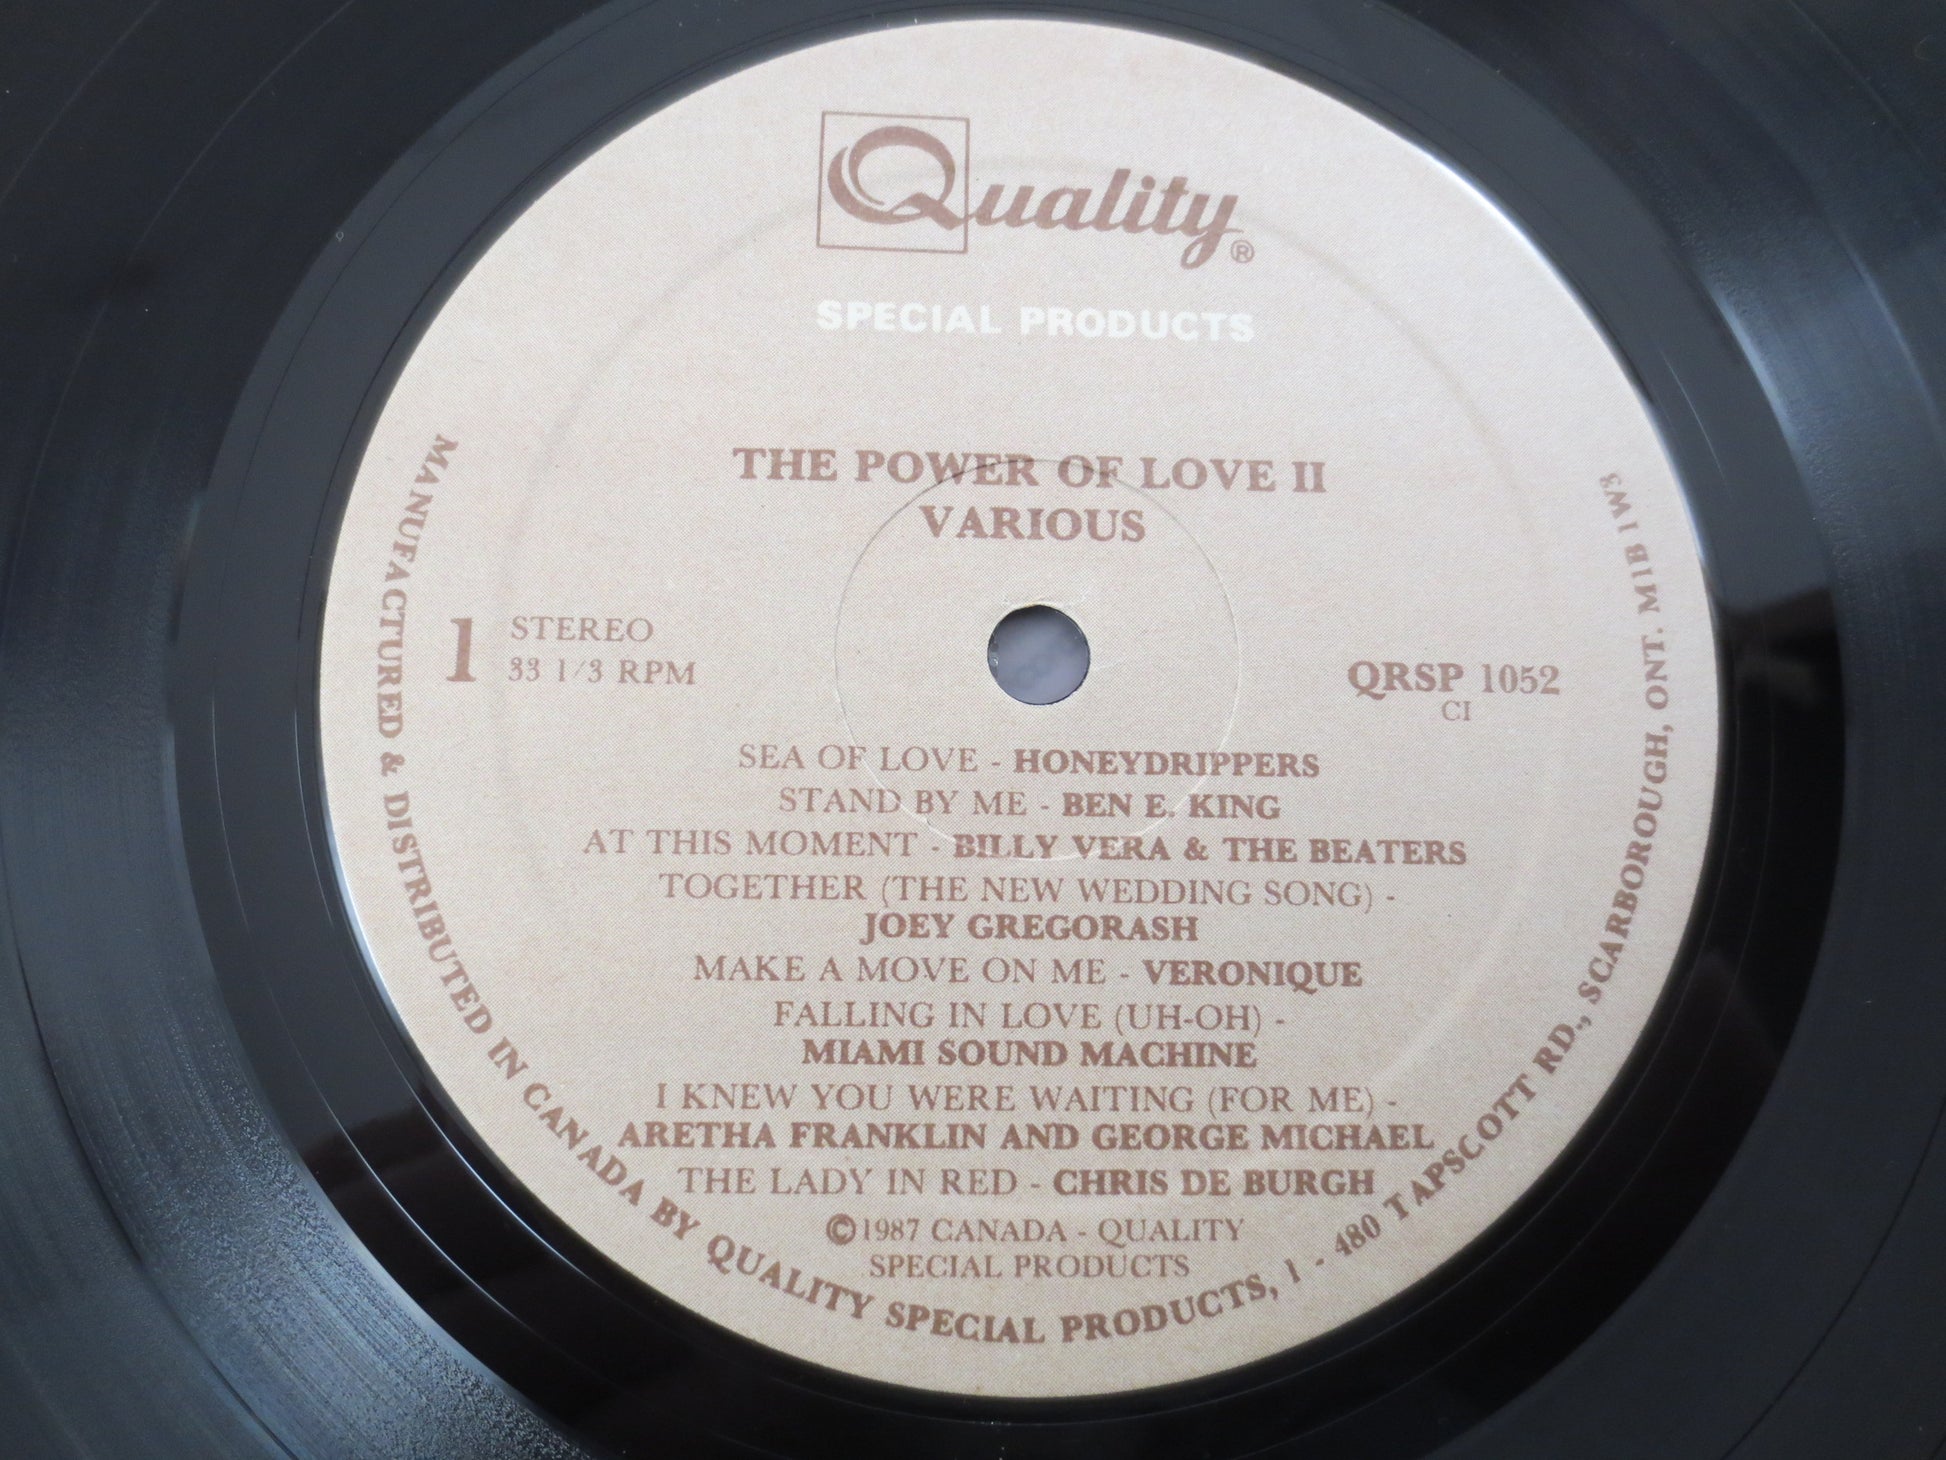 Quality®
SPECIAL PRODUCTS
THE POWER OF LOVE II
VARIOUS
1
STEREO
33 1/3 RPM
QRSP 1052
CI
SEA OF LOVE - HONEYDRIPPERS
STAND BY ME - BEN E. KING
AT THIS MOMENT - BILLY VERA & THE BEATERS
TOGETHER (THE NEW WEDDING SONG) -
JOEY GREGORASH
MAKE A MOVE ON ME - VERONIQUE
FALLING IN LOVE (UH-OH) -
MIAMI SOUND MACHINE
I KNEW YOU WERE WAITING (FOR ME) -
ARETHA FRANKLIN AND GEORGE MICHAEL
THE LADY IN RED - CHRIS DE BURGH
©1987 CANADA - QUALITY
SPECIAL PRODUCTS
MANUFACTURED & DISTRIBUTED IN CANADA BY QUALITY SPECIAL PRODUCTS, 1 - 480 TAPSCOTT RD., SCARBOROUGH, ONT. MIB 1W3